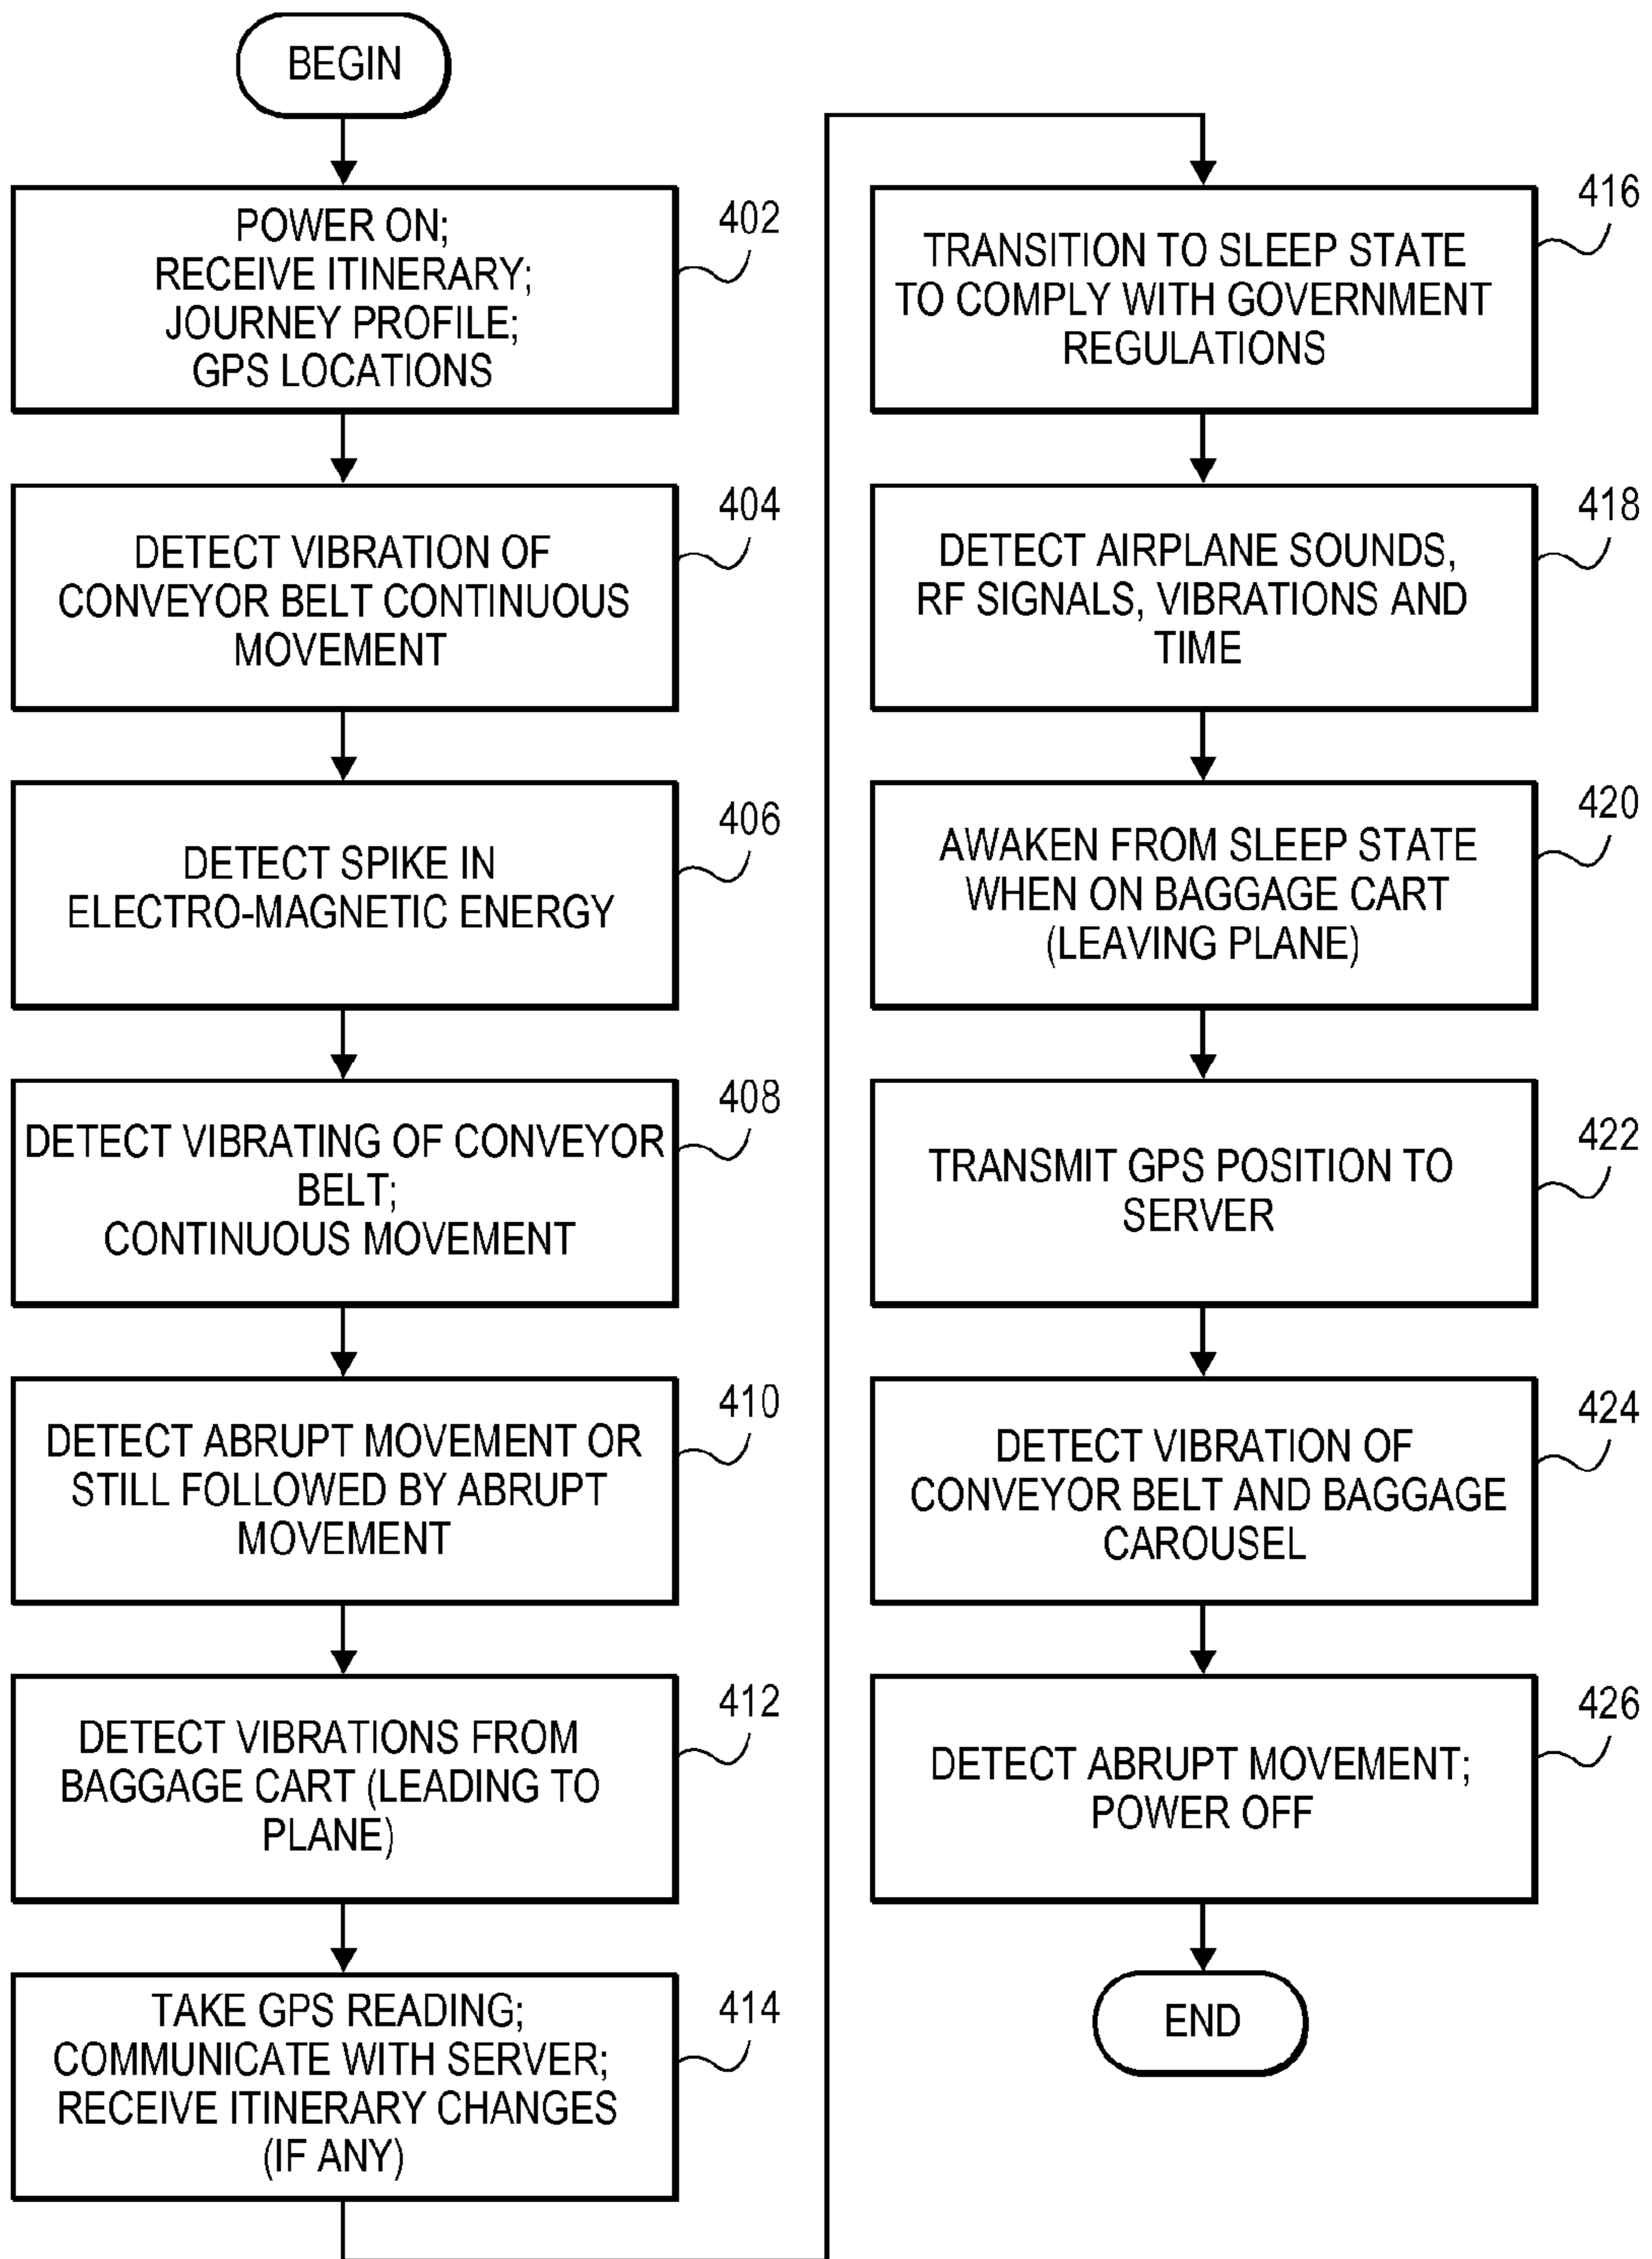 BEGIN
POWER ON;
RECEIVE ITINERARY;
JOURNEY PROFILE;
GPS LOCATIONS
402
DETECT VIBRATION OF
CONVEYOR BELT CONTINUOUS
MOVEMENT
404
DETECT SPIKE IN
ELECTRO-MAGNETIC ENERGY
406
DETECT VIBRATING OF CONVEYOR
BELT;
CONTINUOUS MOVEMENT
408
DETECT ABRUPT MOVEMENT OR
STILL FOLLOWED BY ABRUPT
MOVEMENT
410
DETECT VIBRATIONS FROM
BAGGAGE CART (LEADING TO
PLANE)
412
TAKE GPS READING;
COMMUNICATE WITH SERVER;
RECEIVE ITINERARY CHANGES
(IF ANY)
414
TRANSITION TO SLEEP STATE
TO COMPLY WITH GOVERNMENT
REGULATIONS
416
DETECT AIRPLANE SOUNDS,
RF SIGNALS, VIBRATIONS AND
TIME
418
AWAKEN FROM SLEEP STATE
WHEN ON BAGGAGE CART
(LEAVING PLANE)
420
TRANSMIT GPS POSITION TO
SERVER
422
DETECT VIBRATION OF
CONVEYOR BELT AND BAGGAGE
CAROUSEL
424
DETECT ABRUPT MOVEMENT;
POWER OFF
426
END